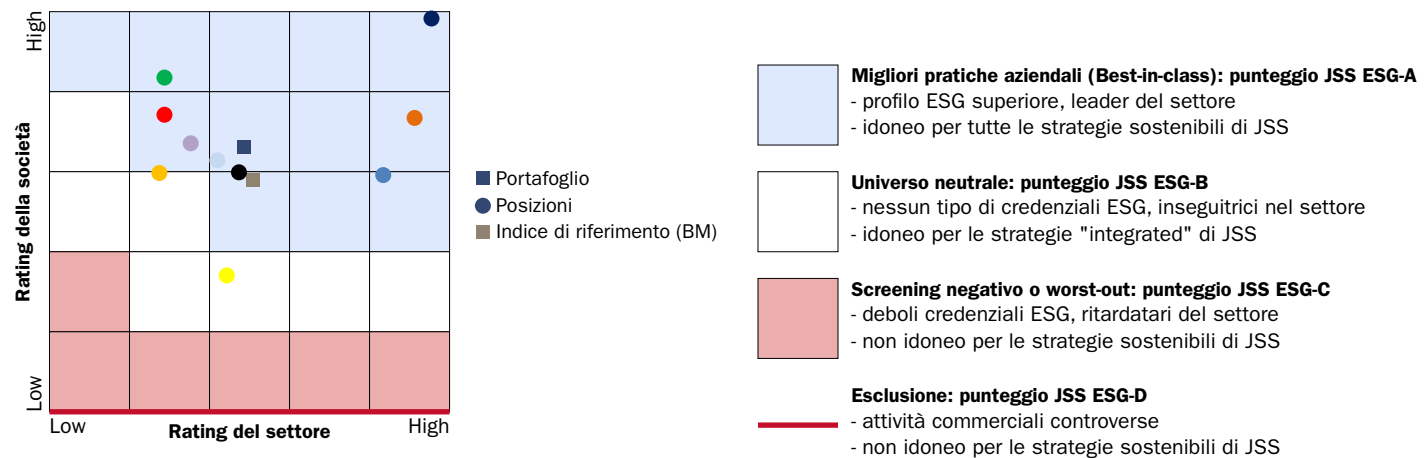 High
Rating della società
Low
Low
Rating del settore
High
Portafoglio
Posizioni
Indice di riferimento (BM)
Migliori pratiche aziendali (Best-in-class): punteggio JSS ESG-A
- profilo ESG superiore, leader del settore
- idoneo per tutte le strategie sostenibili di JSS
Universo neutrale: punteggio JSS ESG-B
- nessun tipo di credenziali ESG, inseguitrici nel settore
- idoneo per le strategie "integrated" di JSS
Screening negativo o worst-out: punteggio JSS ESG-C
- deboli credenziali ESG, ritardatari del settore
- non idoneo per le strategie sostenibili di JSS
Esclusione: punteggio JSS ESG-D
- attività commerciali controverse
- non idoneo per le strategie sostenibili di JSS